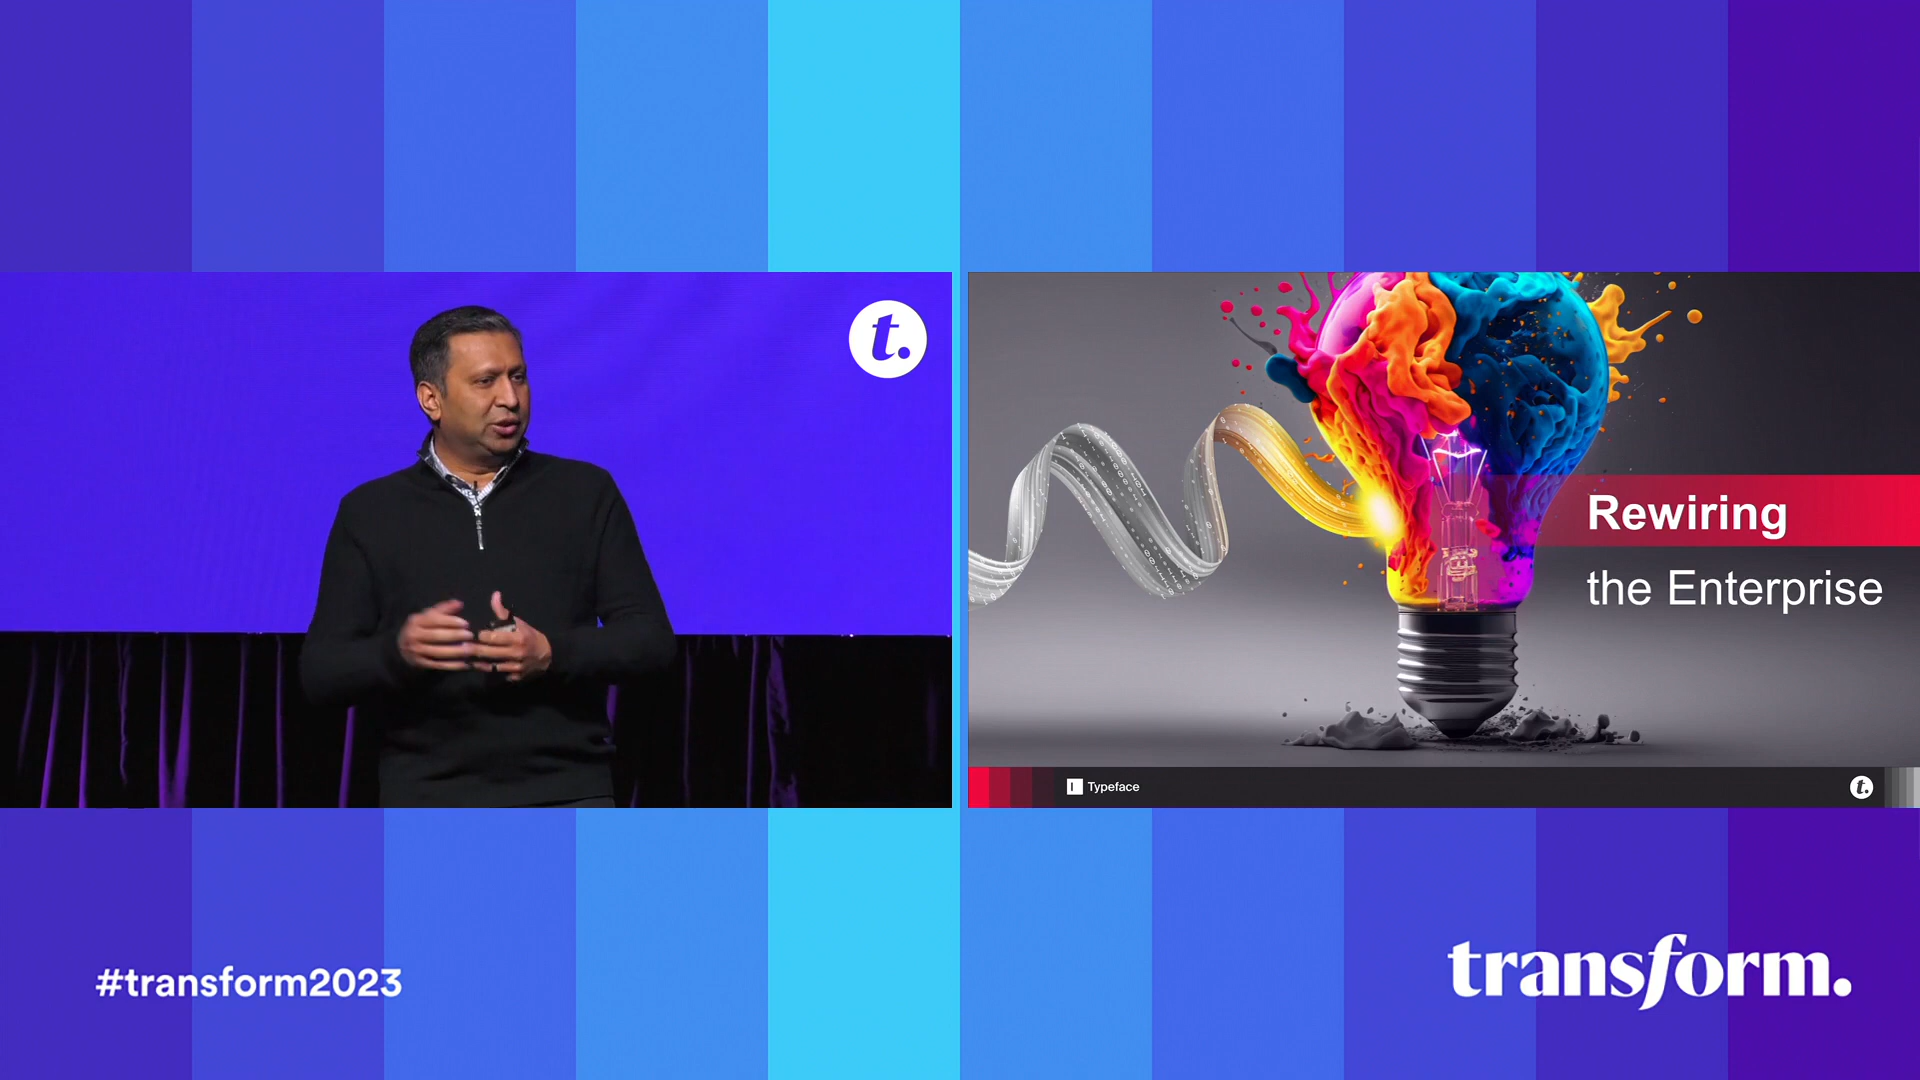 t.
Rewiring
the Enterprise
Typeface
t.
#transform2023
transform.